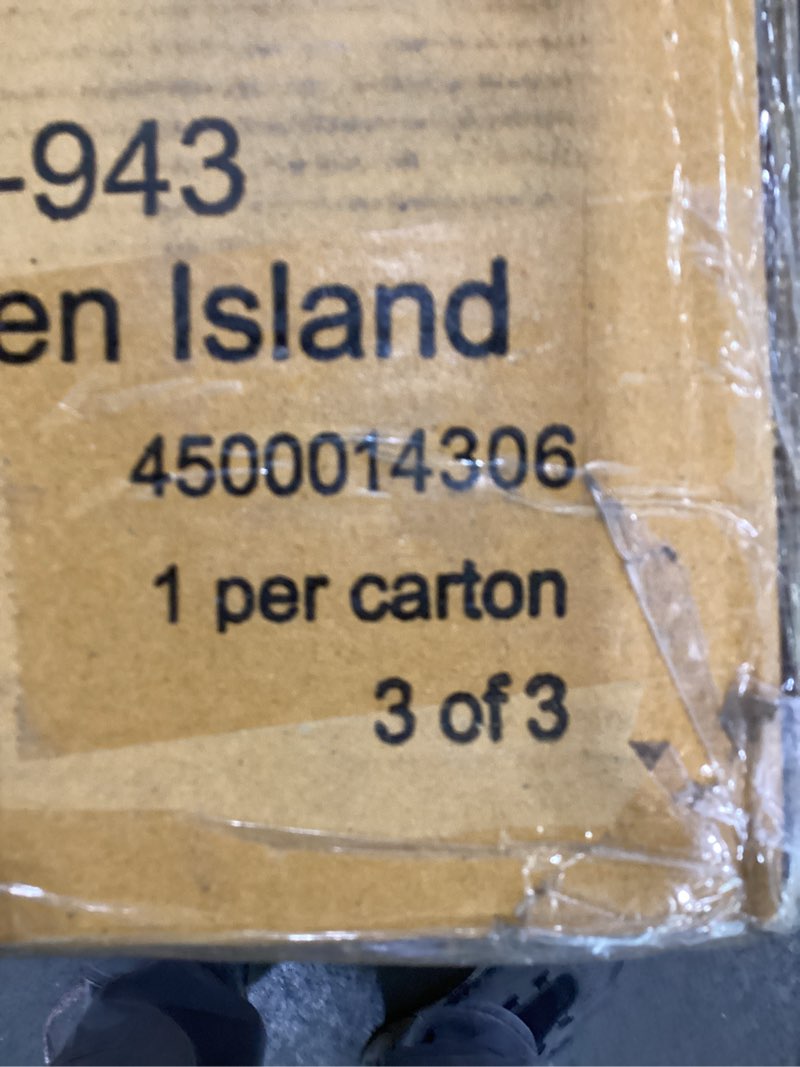 -943
en Island
4500014306
1 per carton
3 of 3